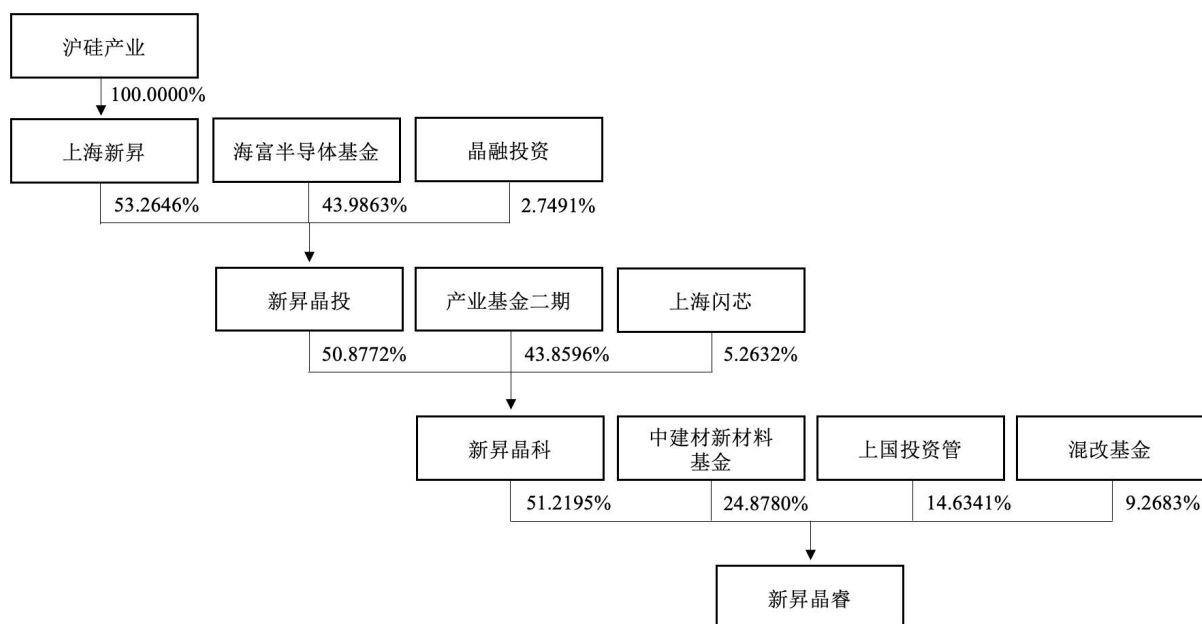 沪硅产业
100.0000%
上海新昇
海富半导体基金
晶融投资
53.2646%
43.9863%
2.7491%
新昇晶投
产业基金二期
上海闪芯
50.8772%
43.8596%
5.2632%
新昇晶科
中建材新材料
基金
上国投资管
混改基金
51.2195%
24.8780%
14.6341%
9.2683%
新昇晶睿